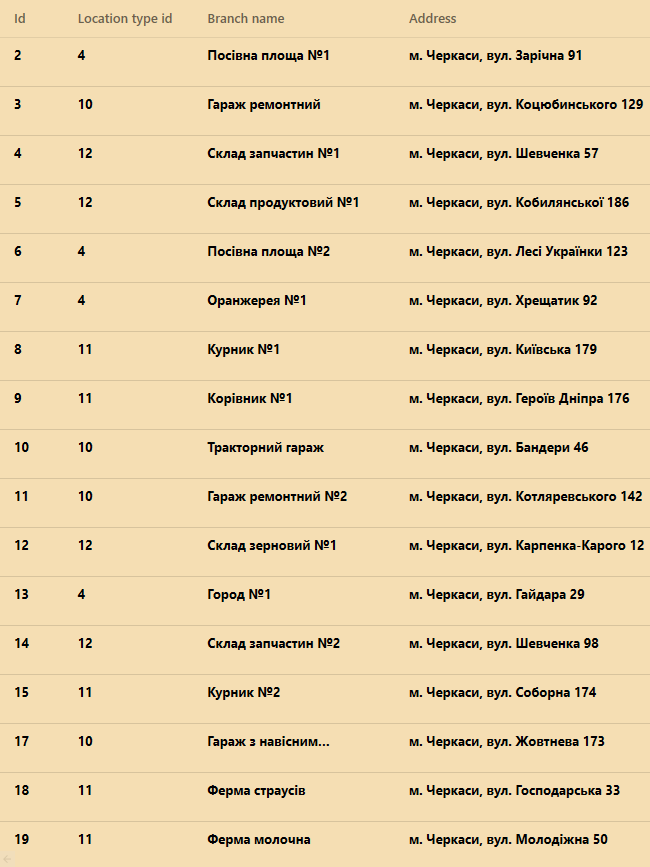 Id Location type id Branch name Address
2 4 Посівна площа №1 м. Черкаси, вул. Зарічна 91
3 10 Гараж ремонтний м. Черкаси, вул. Коцюбинського 129
4 12 Склад запчастин №1 м. Черкаси, вул. Шевченка 57
5 12 Склад продуктовий №1 м. Черкаси, вул. Кобилянської 186
6 4 Посівна площа №2 м. Черкаси, вул. Лесі Українки 123
7 4 Оранжерея №1 м. Черкаси, вул. Хрещатик 92
8 11 Курник №1 м. Черкаси, вул. Київська 179
9 11 Корівник №1 м. Черкаси, вул. Героїв Дніпра 176
10 10 Тракторний гараж м. Черкаси, вул. Бандери 46
11 10 Гараж ремонтний №2 м. Черкаси, вул. Котляревського 142
12 12 Склад зерновий №1 м. Черкаси, вул. Карпенка-Карого 12
13 4 Город №1 м. Черкаси, вул. Гайдара 29
14 12 Склад запчастин №2 м. Черкаси, вул. Шевченка 98
15 11 Курник №2 м. Черкаси, вул. Соборна 174
17 10 Гараж з навісним... м. Черкаси, вул. Жовтнева 173
18 11 Ферма страусів м. Черкаси, вул. Господарська 33
19 11 Ферма молочна м. Черкаси, вул. Молодіжна 50